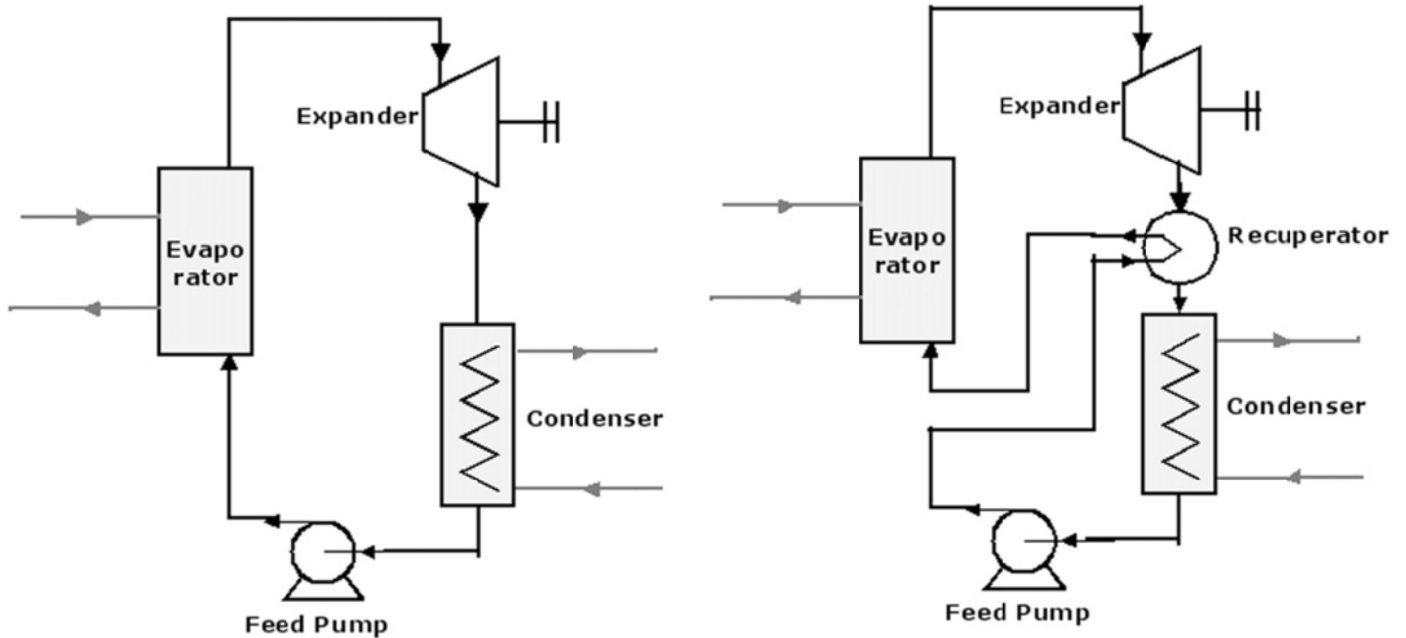 Expander
Evapo
rator
Condenser
Feed Pump
Expander
Recuperator
Evapo
rator
Condenser
Feed Pump